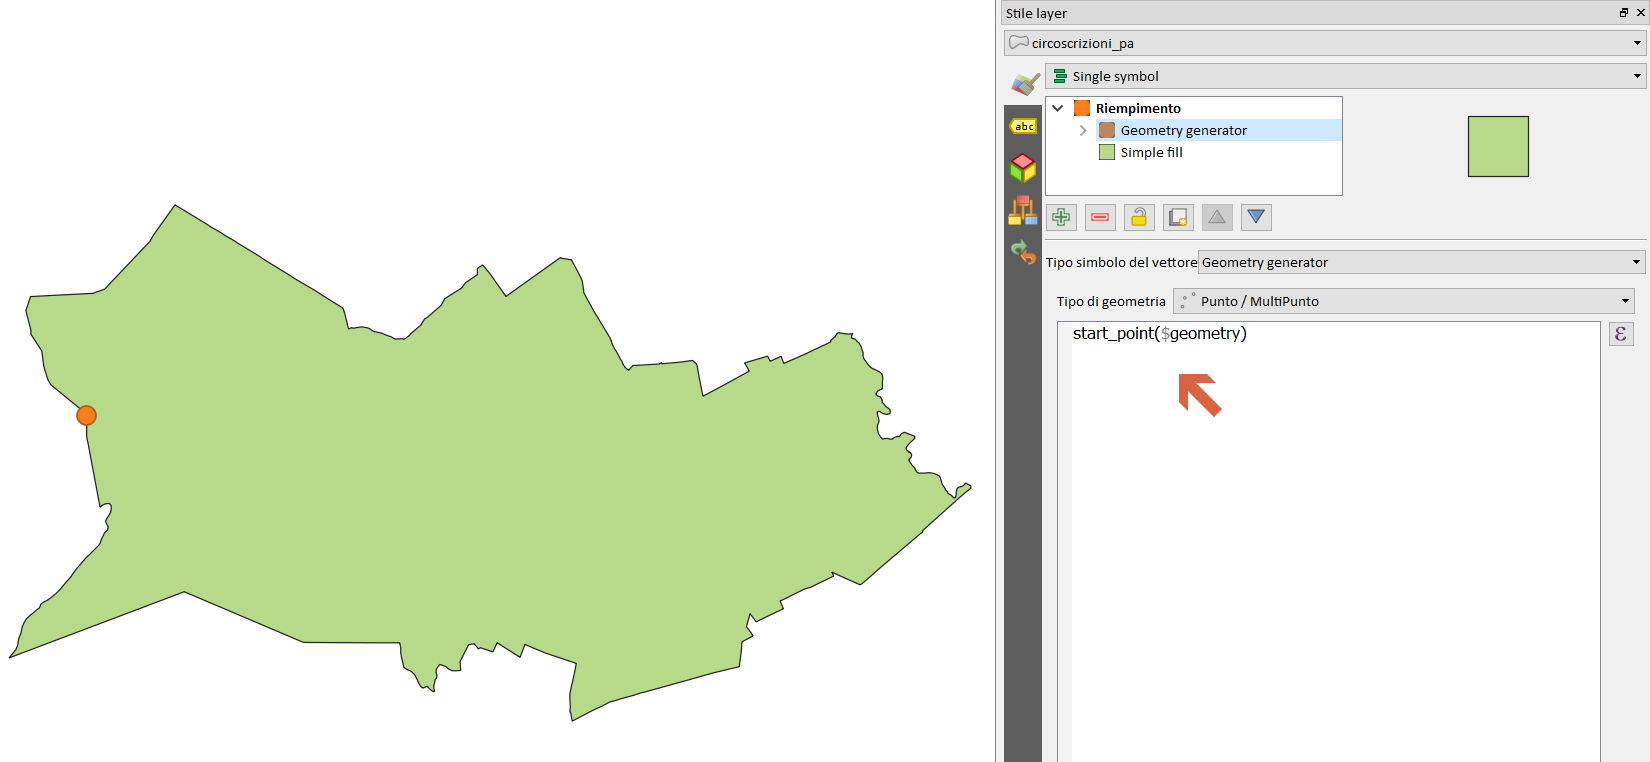 Stile layer
circoscrizioni_pa
Single symbol
abc
Riempimento
Geometry generator
Simple fill
Tipo simbolo del vettore Geometry generator
Tipo di geometria Punto / MultiPunto
start_point($geometry)
ε